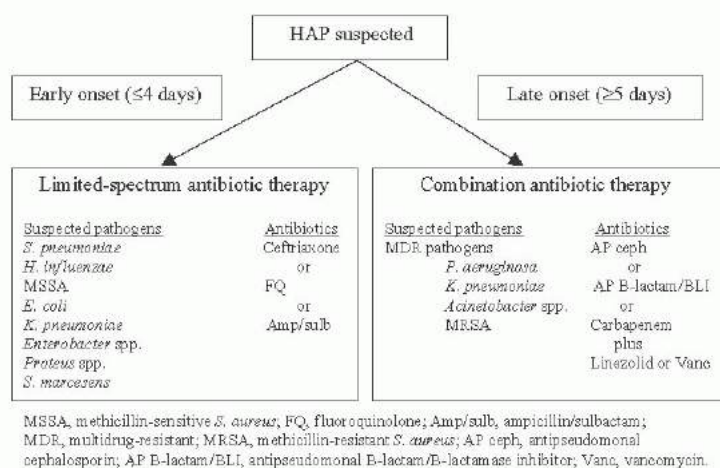 HAP suspected
Early onset (≤4 days)
Late onset (≥5 days)
Limited-spectrum antibiotic therapy
Suspected pathogens Antibiotics
S. pneumoniae Ceftriaxone
H. influenzae or
MSSA FQ
E. coli or
K. pneumoniae Amp/sulb
Enterobacter spp.
Proteus spp.
S. marcesens
Combination antibiotic therapy
Suspected pathogens Antibiotics
MDR pathogens AP ceph
P. aeruginosa or
K. pneumoniae AP B-lactam/BLI
Acinetobacter spp. or
MRSA Carbapenem
plus
Linezolid or Vanc
MSSA, methicillin-sensitive S. aureus; FQ, fluoroquinolone; Amp/sulb, ampicillin/sulbactam;
MDR, multidrug-resistant; MRSA, methicillin-resistant S. aureus; AP ceph, antipseudomonal
cephalosporin; AP B-lactam/BLI, antipseudomonal B-lactam/B-lactamase inhibitor; Vanc, vancomycin.